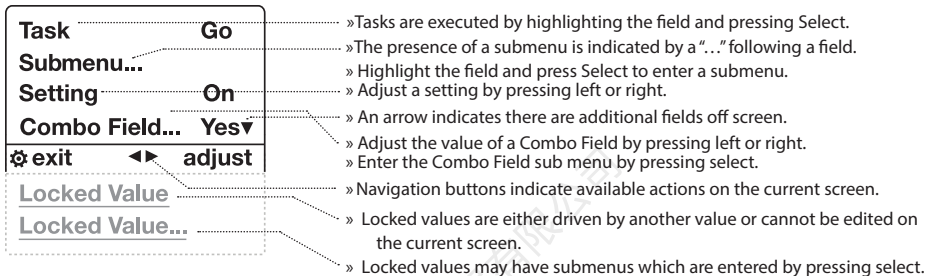 Task Go
Submenu...
Setting On
Combo Field... Yes▼
⚙ exit ◄► adjust
Locked Value
Locked Value...
»Tasks are executed by highlighting the field and pressing Select.
»The presence of a submenu is indicated by a “…” following a field.
» Highlight the field and press Select to enter a submenu.
» Adjust a setting by pressing left or right.
» An arrow indicates there are additional fields off screen.
» Adjust the value of a Combo Field by pressing left or right.
» Enter the Combo Field sub menu by pressing select.
»Navigation buttons indicate available actions on the current screen.
» Locked values are either driven by another value or cannot be edited on
the current screen.
» Locked values may have submenus which are entered by pressing select.
有限公司